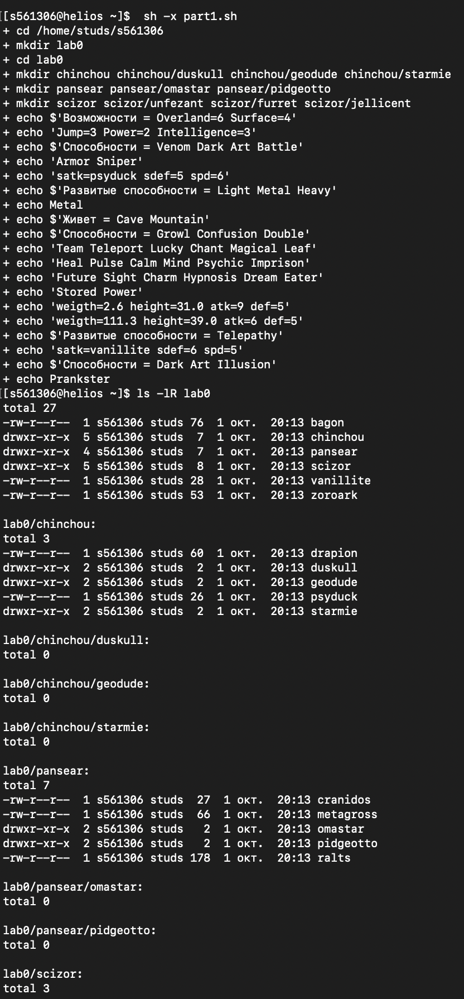 [[s561306@helios ~]$  sh -x part1.sh
+ cd /home/studs/s561306
+ mkdir lab0
+ cd lab0
+ mkdir chinchou chinchou/duskull chinchou/geodude chinchou/starmie
+ mkdir pansear pansear/omastar pansear/pidgeotto
+ mkdir scizor scizor/unfezant scizor/furret scizor/jellicent
+ echo $'Возможности = Overland=6 Surface=4'
+ echo 'Jump=3 Power=2 Intelligence=3'
+ echo $'Способности = Venom Dark Art Battle'
+ echo 'Armor Sniper'
+ echo 'satk=psyduck sdef=5 spd=6'
+ echo $'Развитые способности = Light Metal Heavy'
+ echo Metal
+ echo $'Живет = Cave Mountain'
+ echo $'Способности = Growl Confusion Double'
+ echo 'Team Teleport Lucky Chant Magical Leaf'
+ echo 'Heal Pulse Calm Mind Psychic Imprison'
+ echo 'Future Sight Charm Hypnosis Dream Eater'
+ echo 'Stored Power'
+ echo 'weigth=2.6 height=31.0 atk=9 def=5'
+ echo 'weigth=111.3 height=39.0 atk=6 def=5'
+ echo $'Развитые способности = Telepathy'
+ echo 'satk=vanillite sdef=6 spd=5'
+ echo $'Способности = Dark Art Illusion'
+ echo Prankster
[[s561306@helios ~]$ ls -lR lab0
total 27
-rw-r--r--  1 s561306 studs 76  1 окт.  20:13 bagon
drwxr-xr-x  5 s561306 studs  7  1 окт.  20:13 chinchou
drwxr-xr-x  4 s561306 studs  7  1 окт.  20:13 pansear
drwxr-xr-x  5 s561306 studs  8  1 окт.  20:13 scizor
-rw-r--r--  1 s561306 studs 28  1 окт.  20:13 vanillite
-rw-r--r--  1 s561306 studs 53  1 окт.  20:13 zoroark

lab0/chinchou:
total 3
-rw-r--r--  1 s561306 studs 60  1 окт.  20:13 drapion
drwxr-xr-x  2 s561306 studs  2  1 окт.  20:13 duskull
drwxr-xr-x  2 s561306 studs  2  1 окт.  20:13 geodude
-rw-r--r--  1 s561306 studs 26  1 окт.  20:13 psyduck
drwxr-xr-x  2 s561306 studs  2  1 окт.  20:13 starmie

lab0/chinchou/duskull:
total 0

lab0/chinchou/geodude:
total 0

lab0/chinchou/starmie:
total 0

lab0/pansear:
total 7
-rw-r--r--  1 s561306 studs  27  1 окт.  20:13 cranidos
-rw-r--r--  1 s561306 studs  66  1 окт.  20:13 metagross
drwxr-xr-x  2 s561306 studs   2  1 окт.  20:13 omastar
drwxr-xr-x  2 s561306 studs   2  1 окт.  20:13 pidgeotto
-rw-r--r--  1 s561306 studs 178  1 окт.  20:13 ralts

lab0/pansear/omastar:
total 0

lab0/pansear/pidgeotto:
total 0

lab0/scizor:
total 3